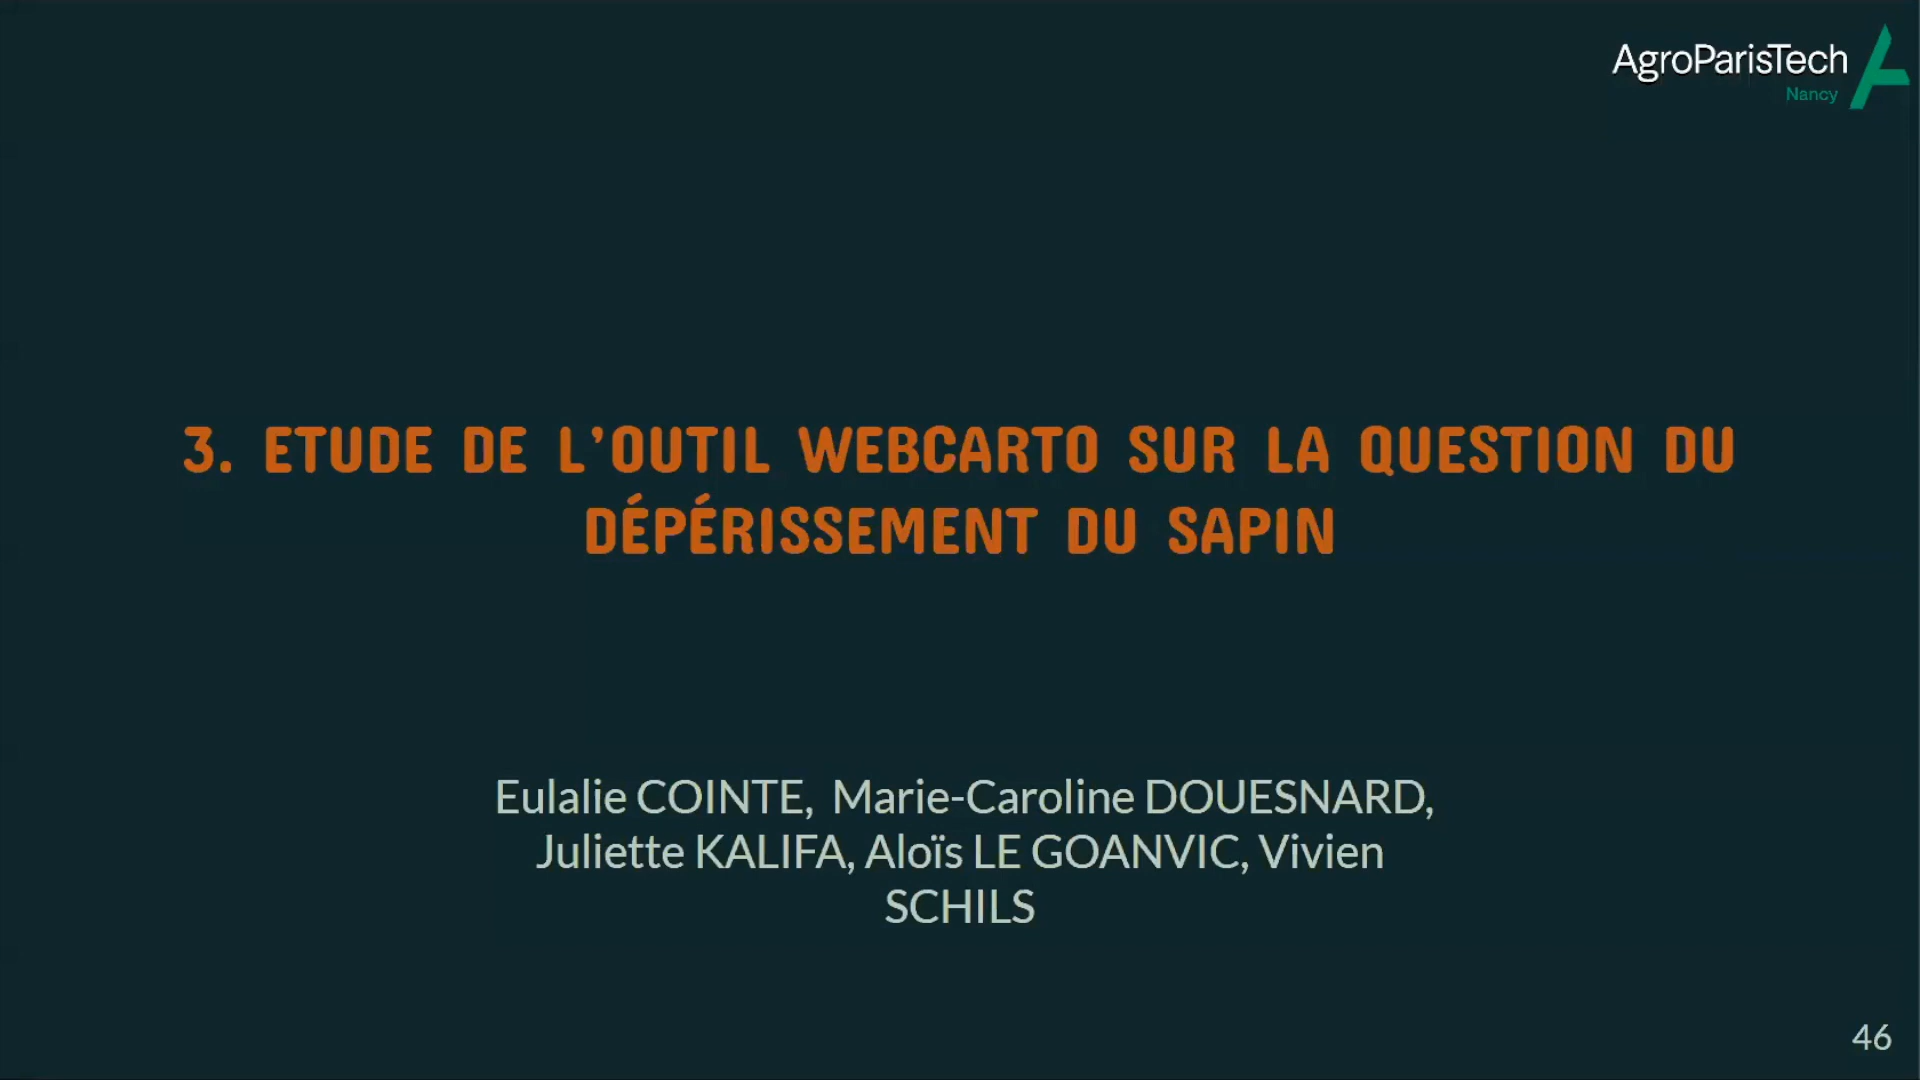 AgroParisTech
Nancy
3. ETUDE DE L’OUTIL WEBCARTO SUR LA QUESTION DU
DÉPÉRISSEMENT DU SAPIN
Eulalie COINTE, Marie-Caroline DOUESNARD,
Juliette KALIFA, Aloïs LE GOANVIC, Vivien
SCHILS
46